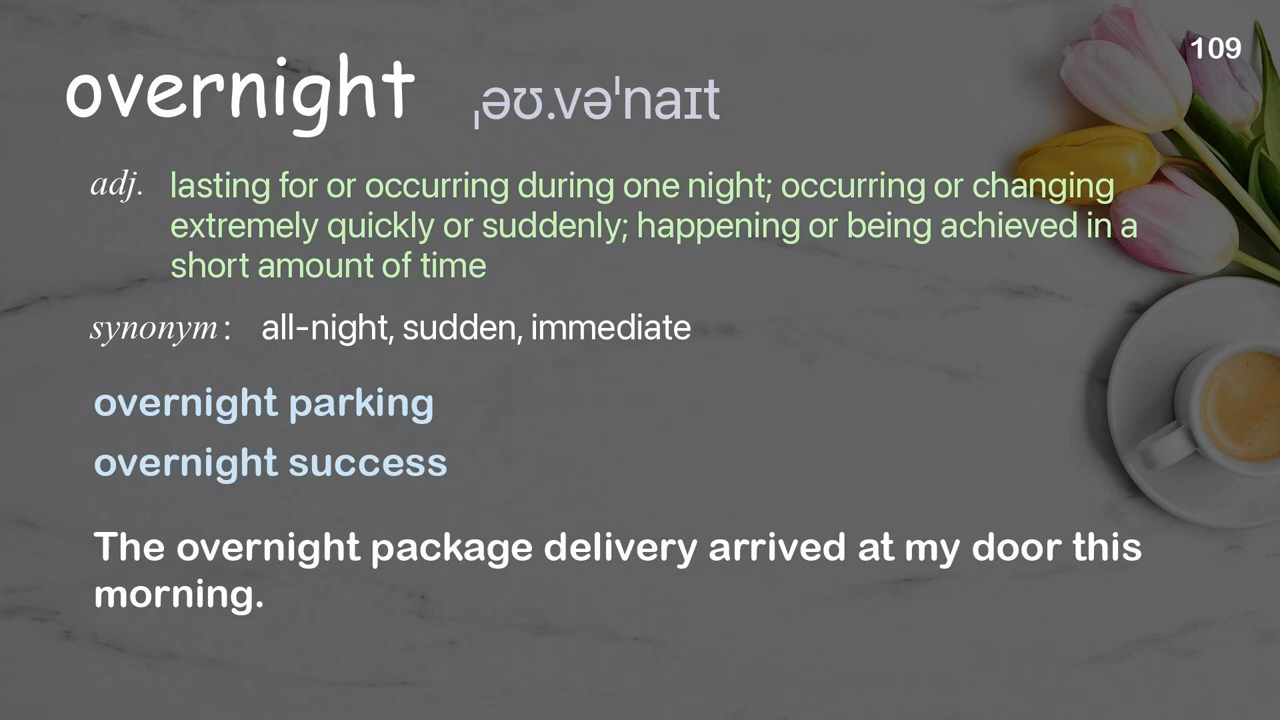 109
overnight ˌəʊ.vəˈnaɪt
adj. lasting for or occurring during one night; occurring or changing
extremely quickly or suddenly; happening or being achieved in a
short amount of time
synonym: all-night, sudden, immediate
overnight parking
overnight success
The overnight package delivery arrived at my door this
morning.